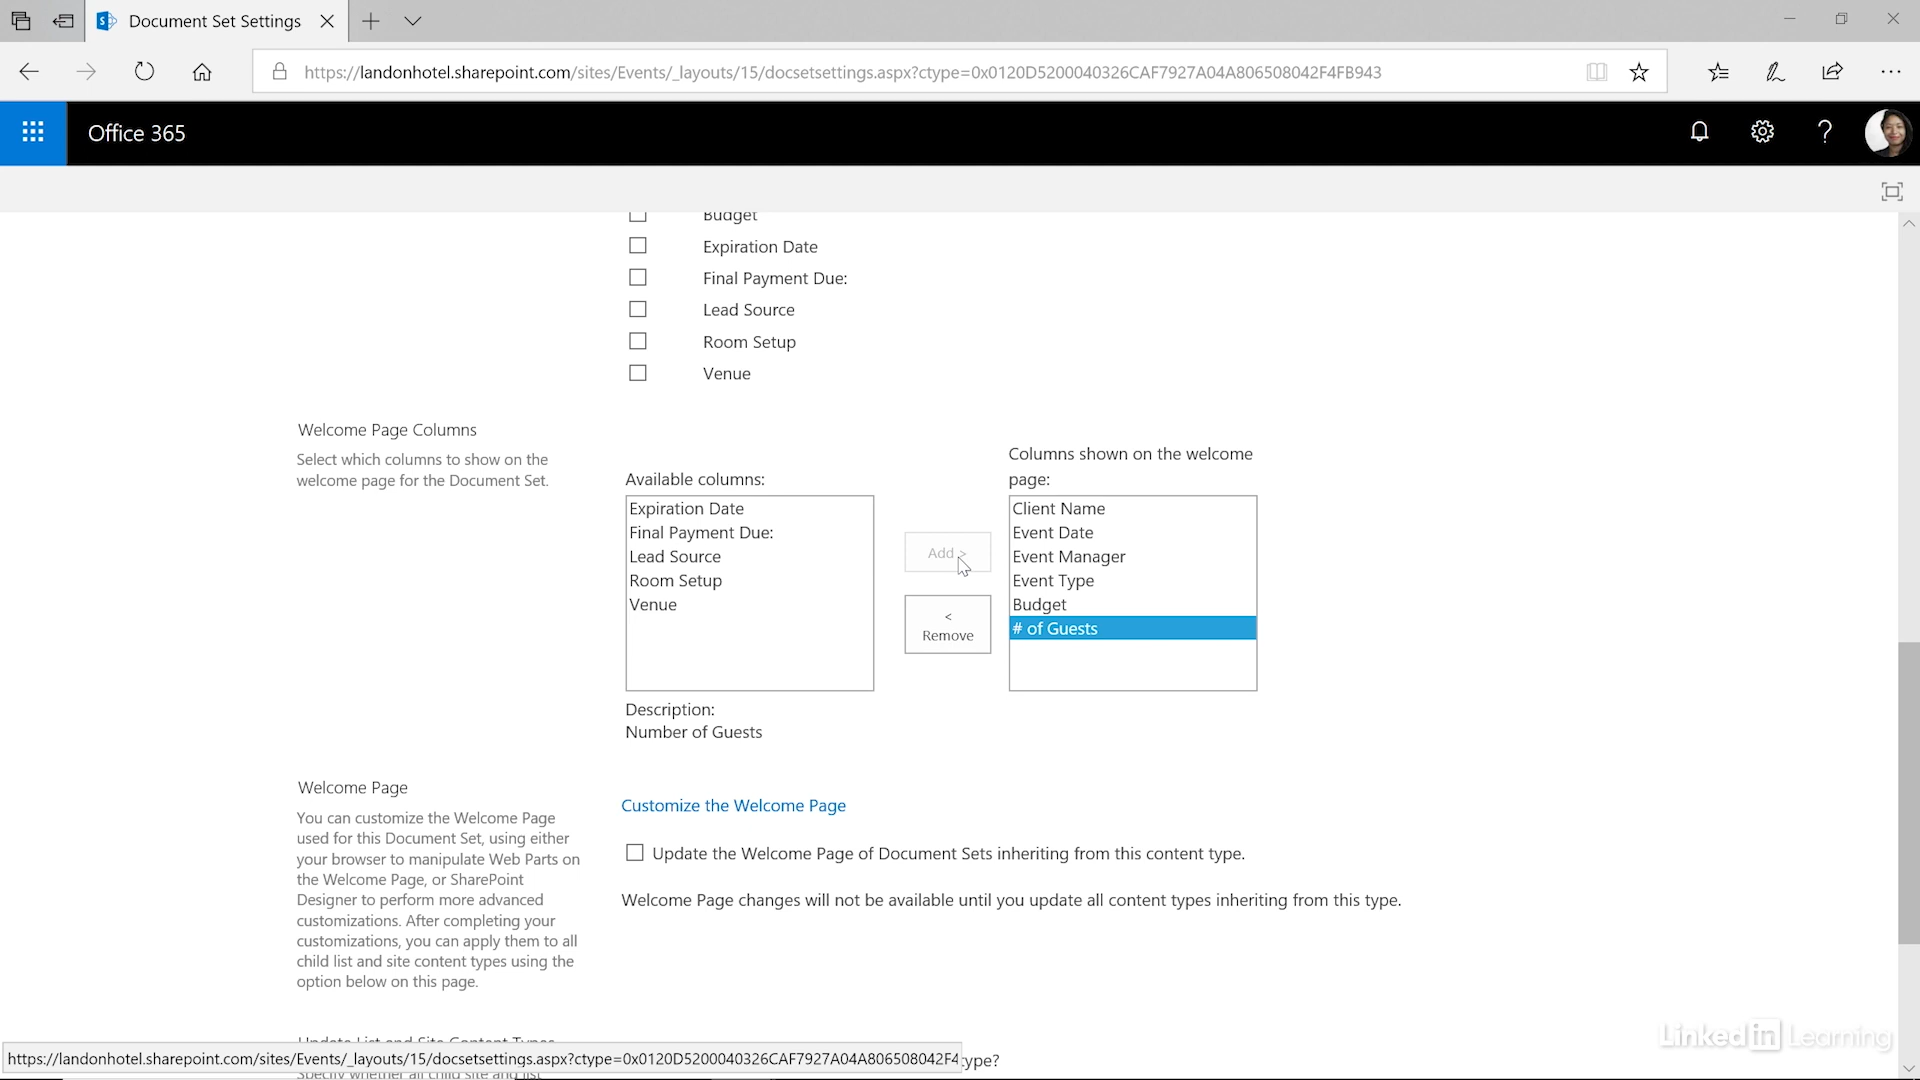 Document Set Settings
https://landonhotel.sharepoint.com/sites/Events/_layouts/15/docsetsettings.aspx?ctype=0x0120D5200040326CAF7927A04A806508042F4FB943
Office 365
Budget
Expiration Date
Final Payment Due:
Lead Source
Room Setup
Venue
Welcome Page Columns
Select which columns to show on the
welcome page for the Document Set.
Available columns:
Expiration Date
Final Payment Due:
Lead Source
Room Setup
Venue
Add >
<
Remove
Columns shown on the welcome
page:
Client Name
Event Date
Event Manager
Event Type
Budget
# of Guests
Description:
Number of Guests
Welcome Page
You can customize the Welcome Page
used for this Document Set, using either
your browser to manipulate Web Parts on
the Welcome Page, or SharePoint
Designer to perform more advanced
customizations. After completing your
customizations, you can apply them to all
child list and site content types using the
option below on this page.
Customize the Welcome Page
Update the Welcome Page of Document Sets inheriting from this content type.
Welcome Page changes will not be available until you update all content types inheriting from this type.
Update List and Site Content Types
https://landonhotel.sharepoint.com/sites/Events/_layouts/15/docsetsettings.aspx?ctype=0x0120D5200040326CAF7927A04A806508042F4
ype?
Specify whether all child site and list
Linked in Learning